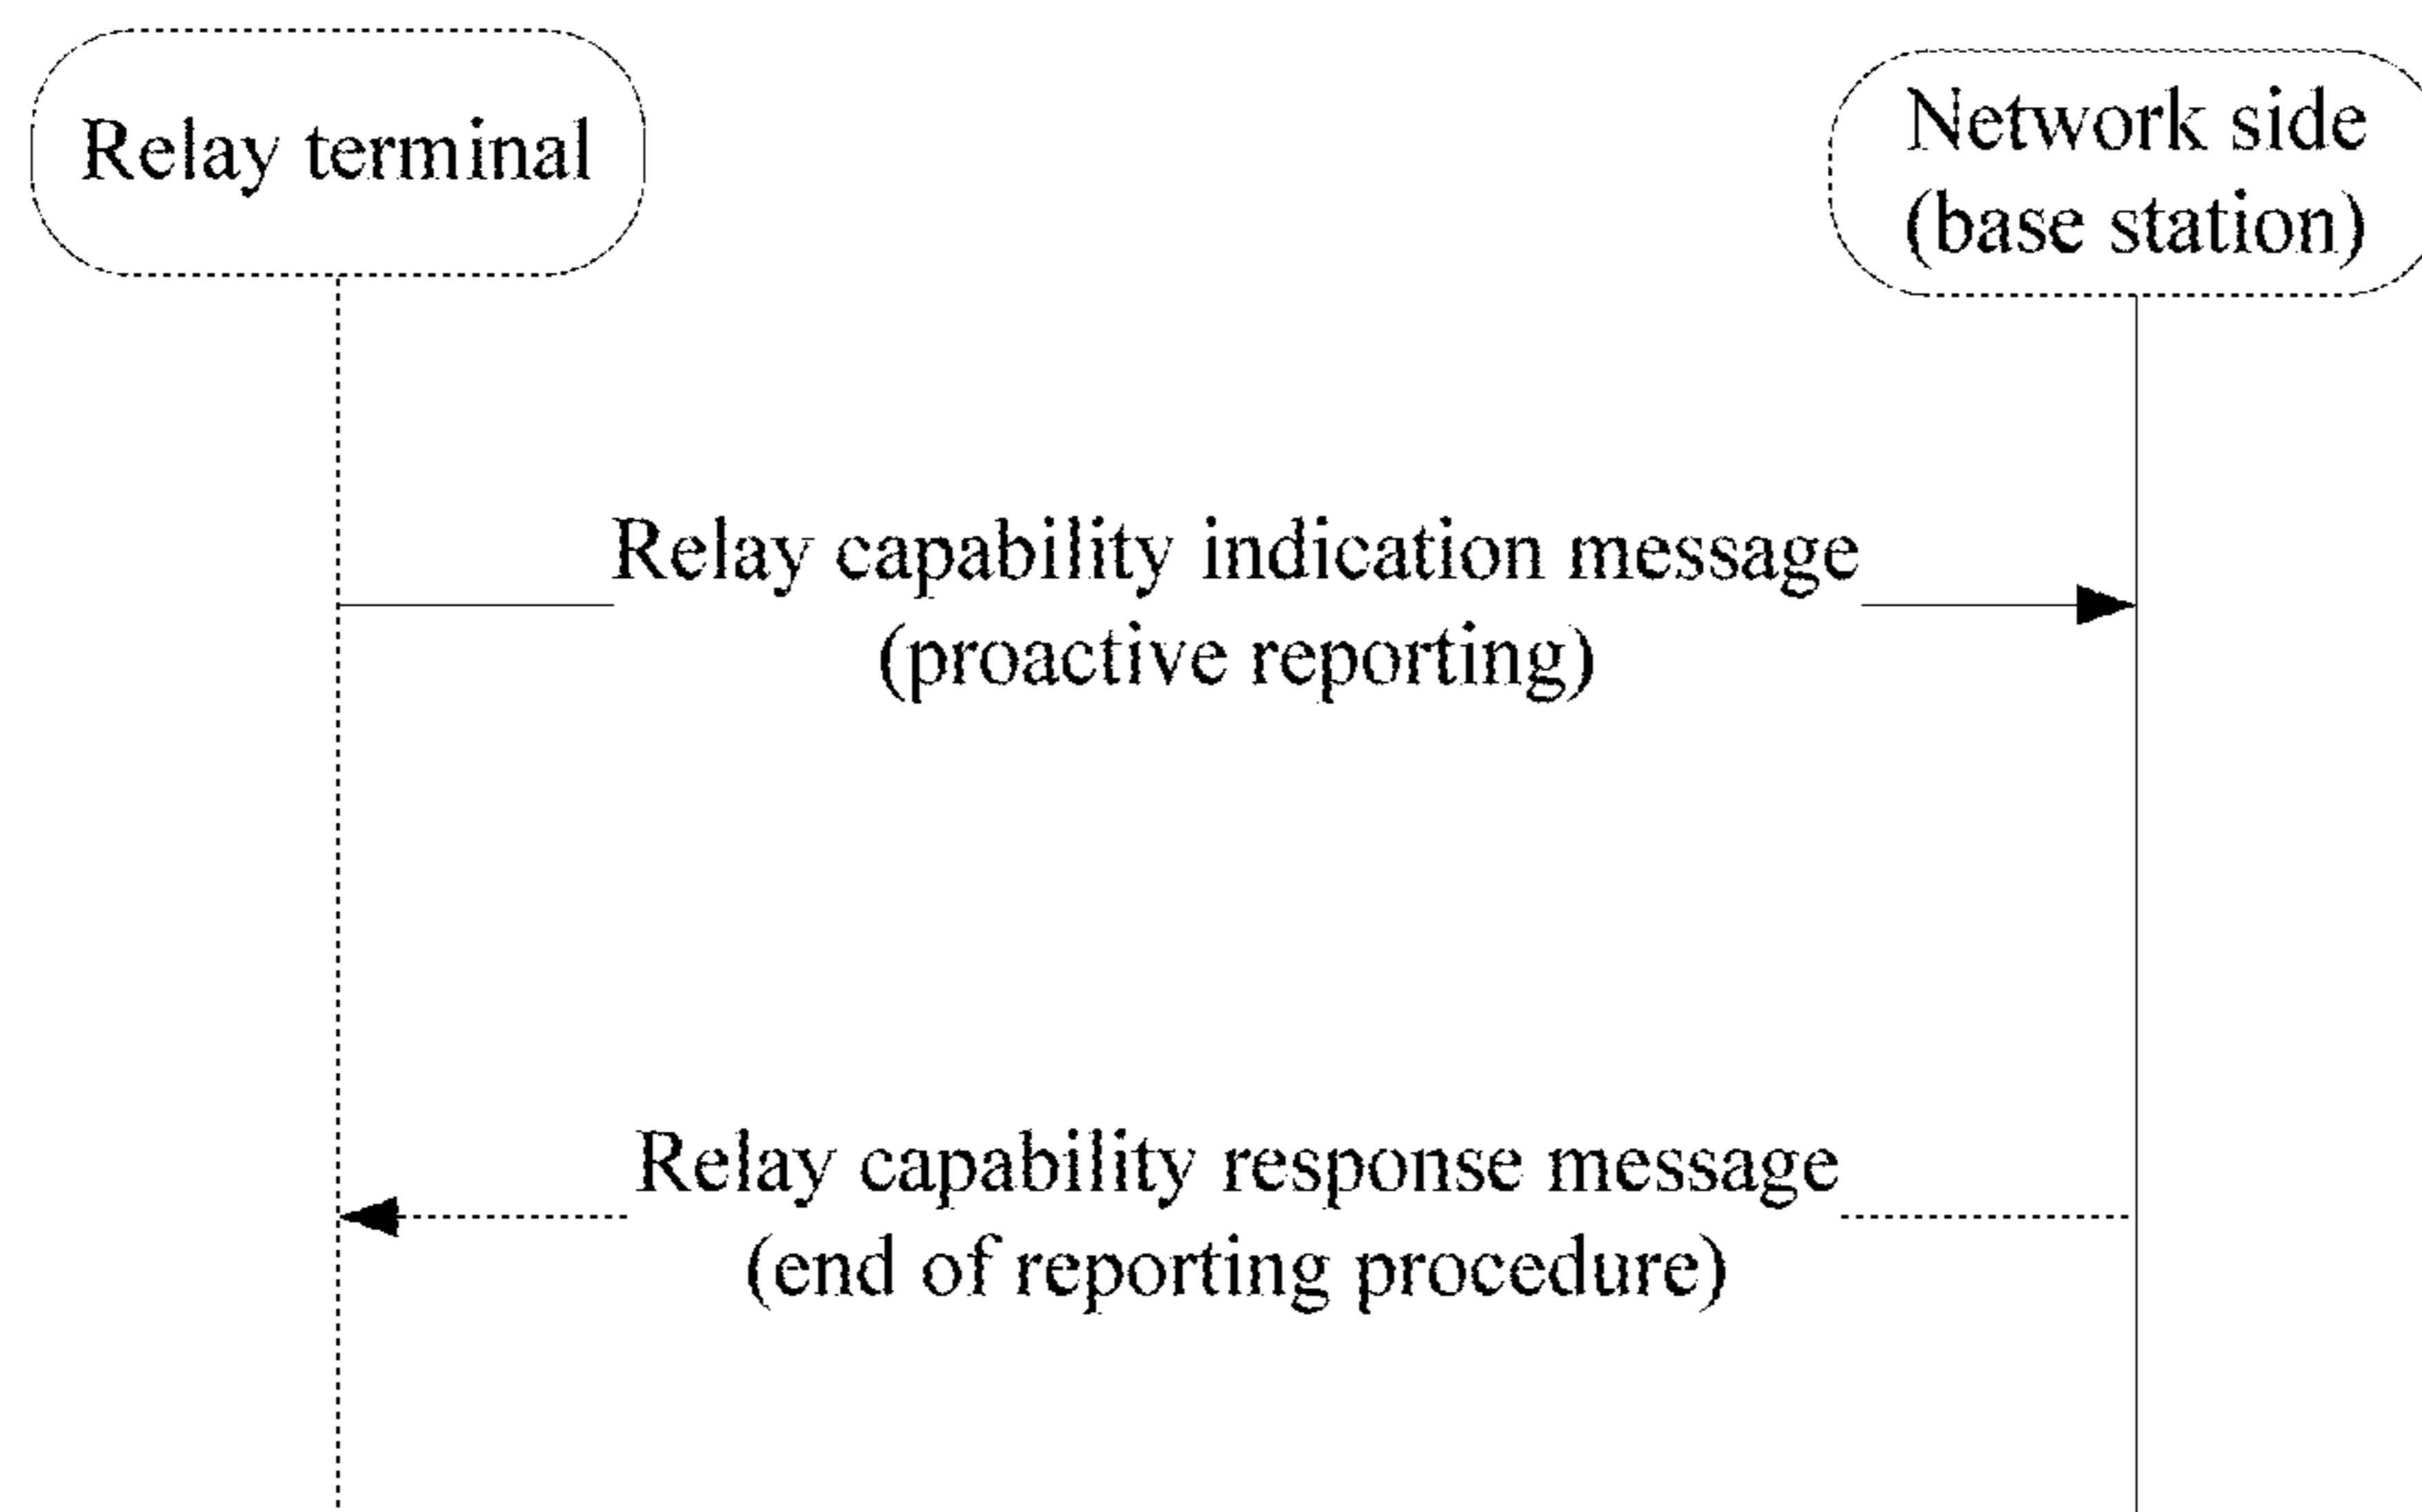 Relay terminal
Network side
(base station)
Relay capability indication message
(proactive reporting)
Relay capability response message
(end of reporting procedure)